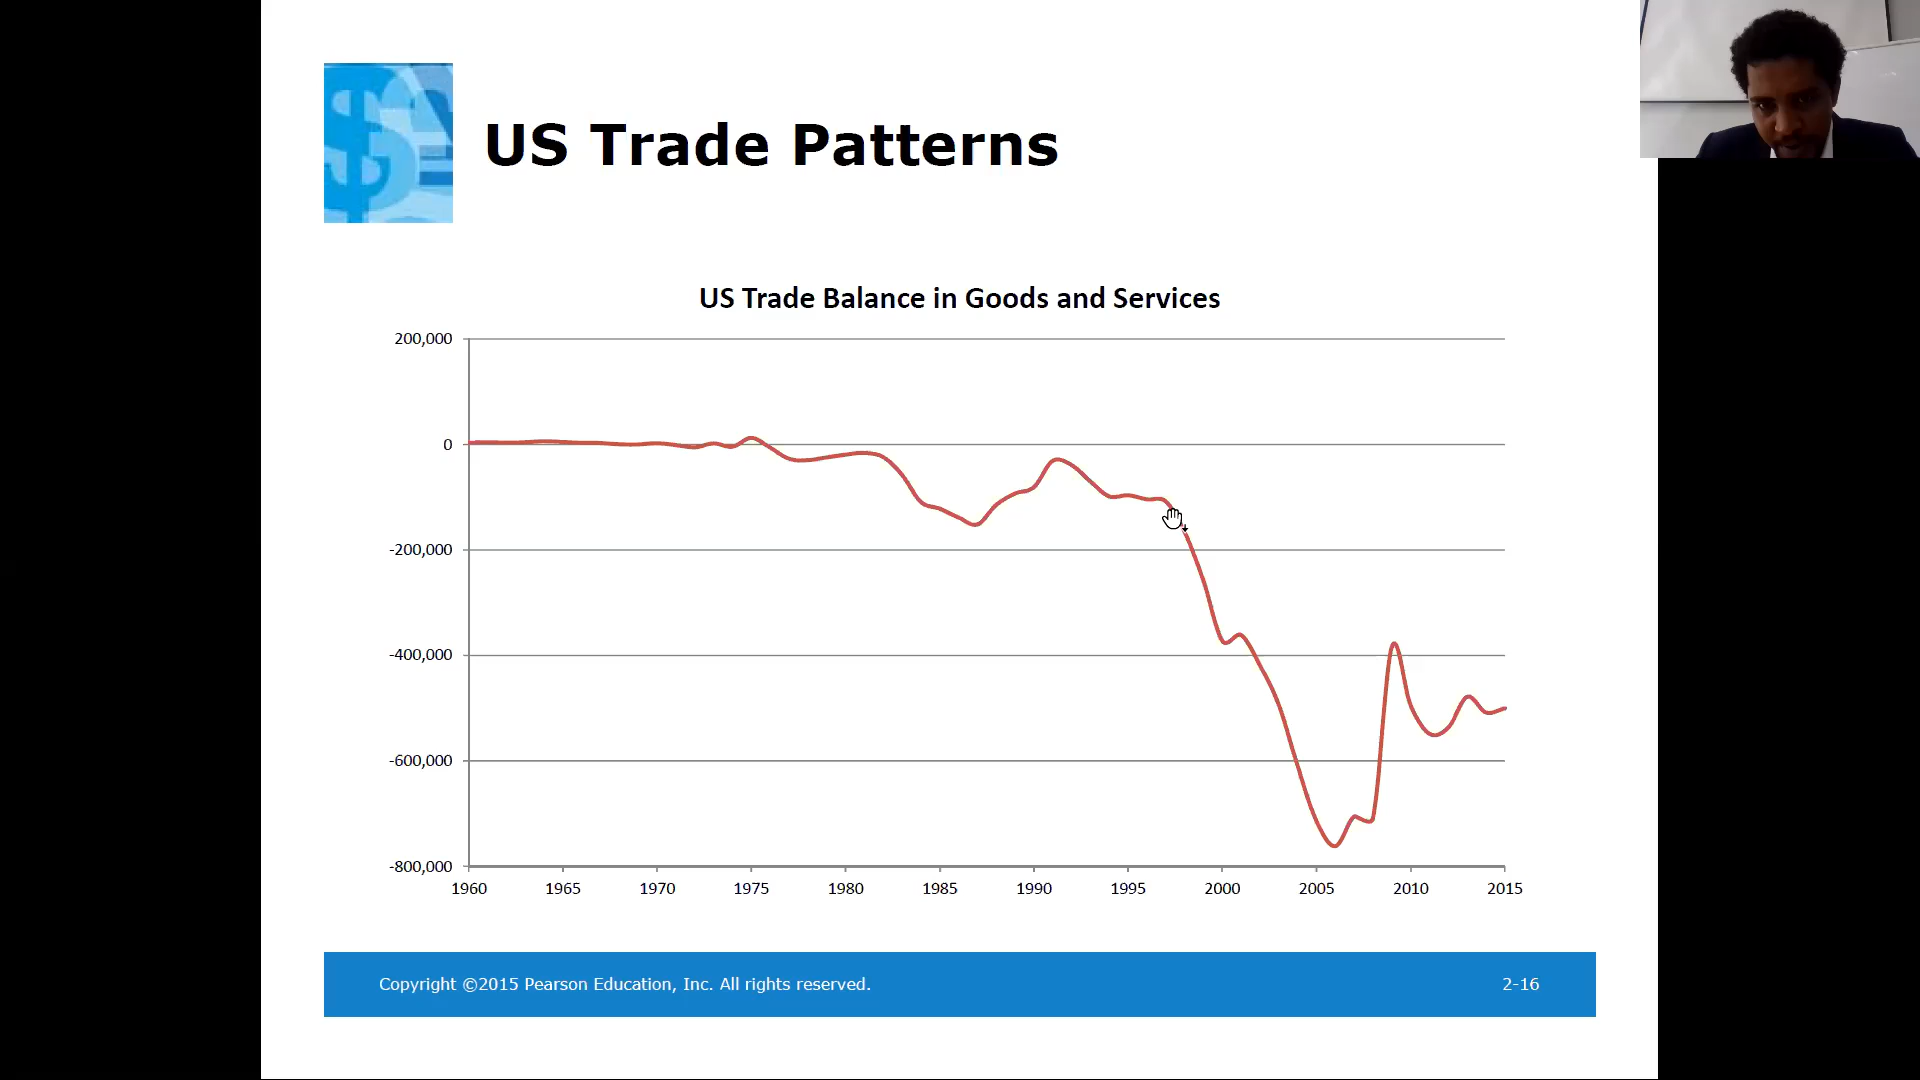 US Trade Patterns
US Trade Balance in Goods and Services
200,000
0
-200,000
-400,000
-600,000
-800,000
1960 1965 1970 1975 1980 1985 1990 1995 2000 2005 2010 2015
Copyright ©2015 Pearson Education, Inc. All rights reserved. 2-16